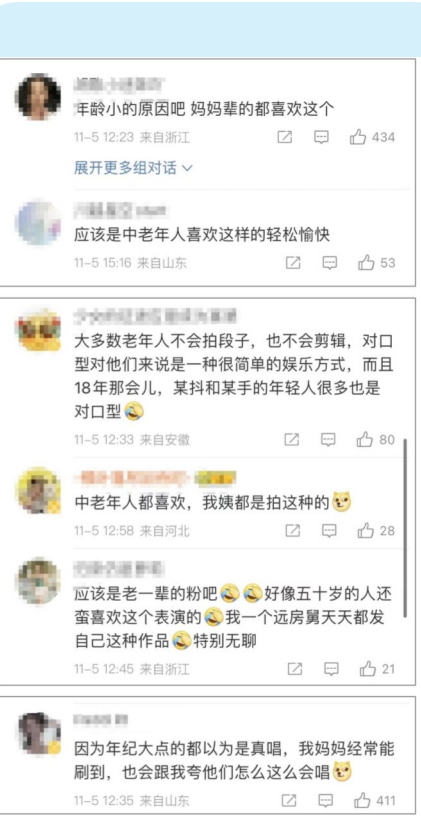 年龄小的原因吧 妈妈辈的都喜欢这个
11-5 12:23 来自浙江
434
展开更多组对话
应该是中老年人喜欢这样的轻松愉快
11-5 15:16 来自山东
53
大多数老年人不会拍段子，也不会剪辑，对口
型对他们来说是一种很简单的娱乐方式，而且
18年那会儿，某抖和某手的年轻人很多也是
对口型🤣
11-5 12:33 来自安徽
80
中老年人都喜欢，我姨都是拍这种的
11-5 12:58 来自河北
28
应该是老一辈的粉吧🤣🤣好像五十岁的人还
蛮喜欢这个表演的🤣我一个远房舅天天都发
自己这种作品🤣特别无聊
11-5 12:45 来自浙江
21
因为年纪大点的都以为是真唱，我妈妈经常能
刷到，也会跟我夸他们怎么这么会唱
11-5 12:35 来自山东
411